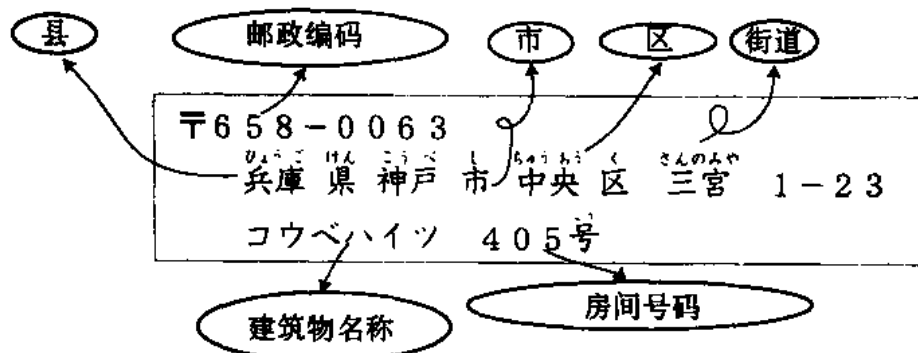 县 邮政编码 市 区 街道
〒658-0063
ひょうご けん こうべ し ちゅうおう く さんのみや
兵庫 県 神戸 市 中央 区 三宮 1-23
ごう
コウベハイツ 405号
建筑物名称 房间号码